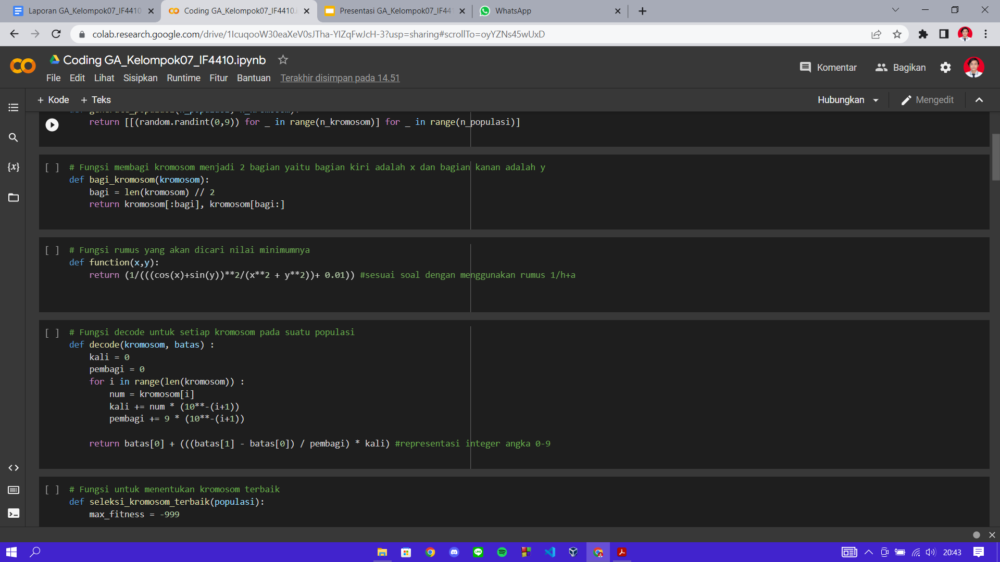 Laporan GA_Kelompok07_IF4410
Coding GA_Kelompok07_IF4410.i
Presentasi GA_Kelompok07_IF441
WhatsApp
colab.research.google.com/drive/1IcuqooW30eaXeV0sJTha-YIZqFwJcH-3?usp=sharing#scrollTo=oyYZNs45wUxD
Coding GA_Kelompok07_IF4410.ipynb
Komentar
Bagikan
File Edit Lihat Sisipkan Runtime Fitur Bantuan Terakhir disimpan pada 14.51
+ Kode + Teks
Hubungkan
Mengedit
def generate_populasi(n_populasi, n_kromosom):
return [[(random.randint(0,9)) for _ in range(n_kromosom)] for _ in range(n_populasi)]
[ ] # Fungsi membagi kromosom menjadi 2 bagian yaitu bagian kiri adalah x dan bagian kanan adalah y
def bagi_kromosom(kromosom):
bagi = len(kromosom) // 2
return kromosom[:bagi], kromosom[bagi:]
[ ] # Fungsi rumus yang akan dicari nilai minimumnya
def function(x,y):
return (1/(((cos(x)+sin(y))**2/(x**2 + y**2))+ 0.01)) #sesuai soal dengan menggunakan rumus 1/h+a
[ ] # Fungsi decode untuk setiap kromosom pada suatu populasi
def decode(kromosom, batas) :
kali = 0
pembagi = 0
for i in range(len(kromosom)) :
num = kromosom[i]
kali += num * (10**-(i+1))
pembagi += 9 * (10**-(i+1))
return batas[0] + (((batas[1] - batas[0]) / pembagi) * kali) #representasi integer angka 0-9
[ ] # Fungsi untuk menentukan kromosom terbaik
def seleksi_kromosom_terbaik(populasi):
max_fitness = -999
20:43